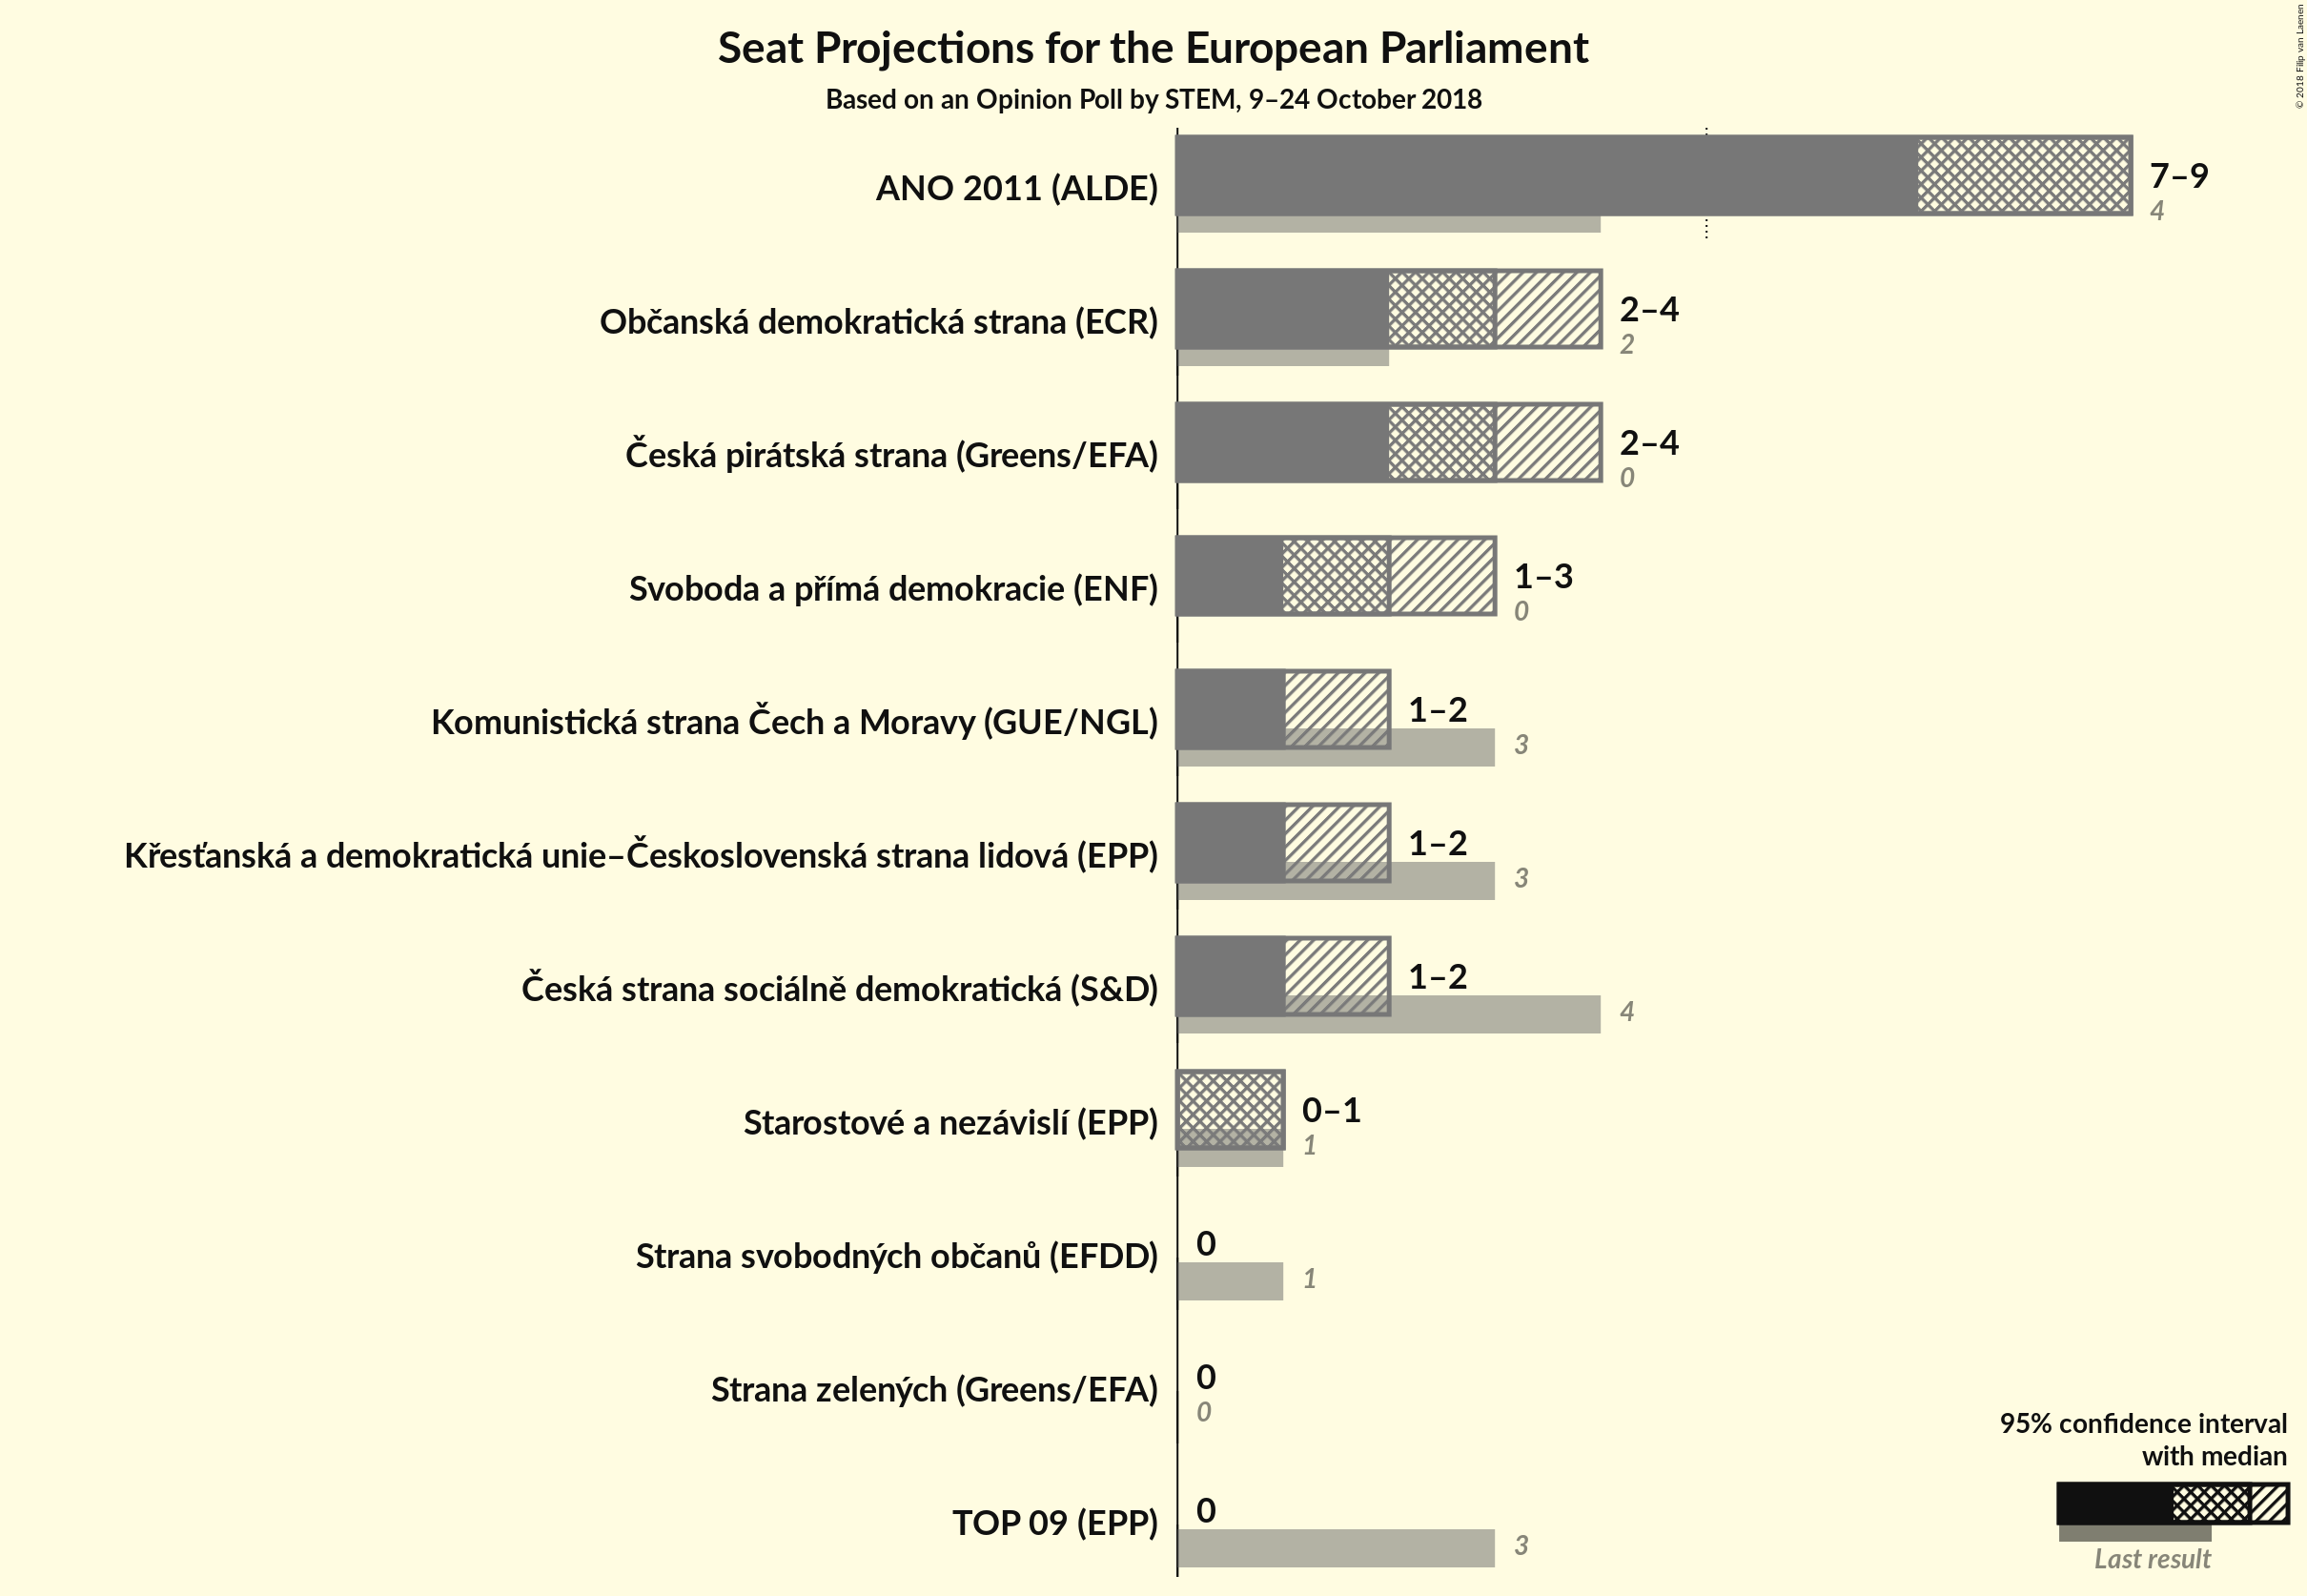 Seat Projections for the European Parliament
Based on an Opinion Poll by STEM, 9–24 October 2018
© 2018 Filip van Laenen
ANO 2011 (ALDE)
7–9
4
Občanská demokratická strana (ECR)
2–4
2
Česká pirátská strana (Greens/EFA)
2–4
0
Svoboda a přímá demokracie (ENF)
1–3
0
Komunistická strana Čech a Moravy (GUE/NGL)
1–2
3
Křesťanská a demokratická unie–Československá strana lidová (EPP)
1–2
3
Česká strana sociálně demokratická (S&D)
1–2
4
Starostové a nezávislí (EPP)
0–1
1
Strana svobodných občanů (EFDD)
0
1
Strana zelených (Greens/EFA)
0
0
TOP 09 (EPP)
0
3
95% confidence interval
with median
Last result